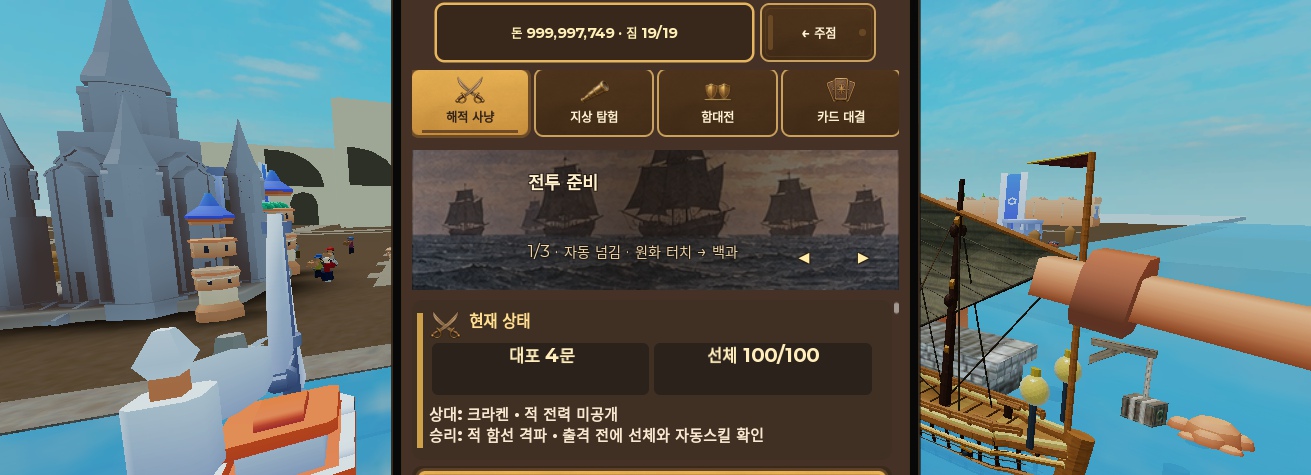 돈 999,997,749 · 짐 19/19
← 주점
해적 사냥
지상 탐험
함대전
카드 대결
전투 준비
1/3 · 자동 넘김 · 원화 터치 → 백과
◀ ▶
현재 상태
대포 4문
선체 100/100
상대: 크라켄 • 적 전력 미공개
승리: 적 함선 격파 • 출격 전에 선체와 자동스킬 확인